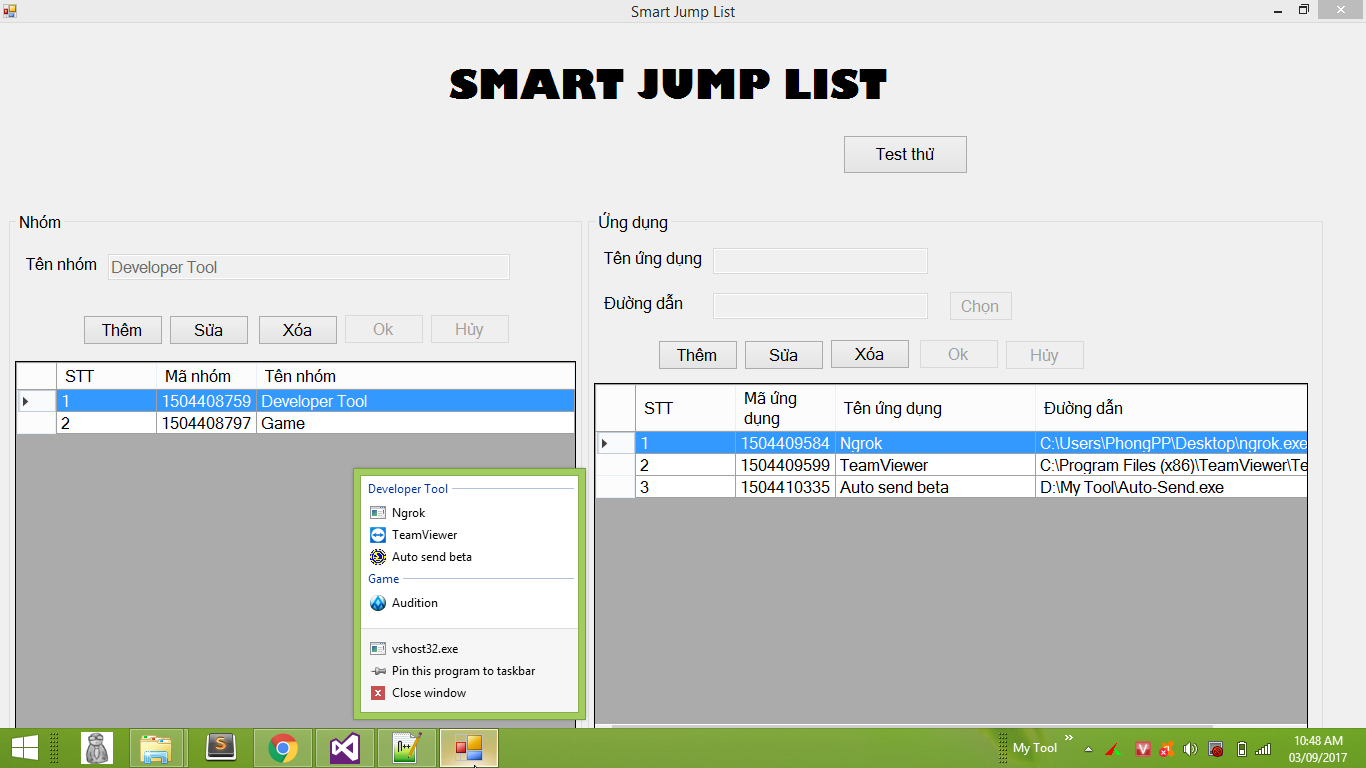 Smart Jump List
SMART JUMP LIST
Test thử
Nhóm
Tên nhóm Developer Tool
Thêm Sửa Xóa Ok Hủy
STT Mã nhóm Tên nhóm
1 1504408759 Developer Tool
2 1504408797 Game
Ứng dụng
Tên ứng dụng
Đường dẫn Chọn
Thêm Sửa Xóa Ok Hủy
STT Mã ứng dụng Tên ứng dụng Đường dẫn
1 1504409584 Ngrok C:\Users\PhongPP\Desktop\ngrok.exe
2 1504409599 TeamViewer C:\Program Files (x86)\TeamViewer\Te
3 1504410335 Auto send beta D:\My Tool\Auto-Send.exe
Developer Tool
Ngrok
TeamViewer
Auto send beta
Game
Audition
vshost32.exe
Pin this program to taskbar
Close window
My Tool
10:48 AM
03/09/2017